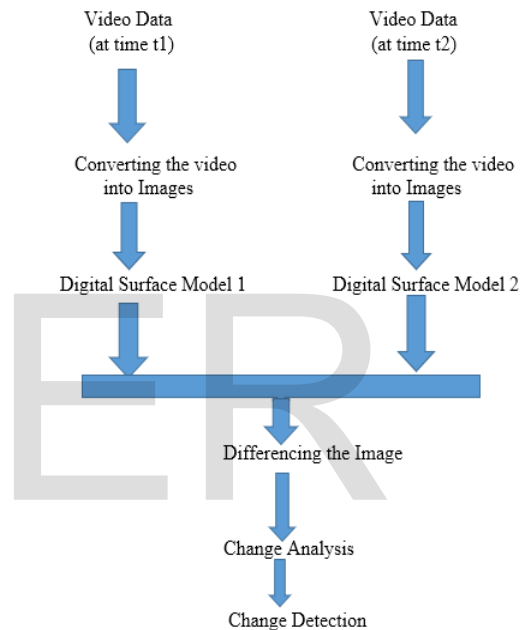 Video Data
(at time t1)
Video Data
(at time t2)
Converting the video
into Images
Converting the video
into Images
Digital Surface Model 1
Digital Surface Model 2
ER
Differencing the Image
Change Analysis
Change Detection